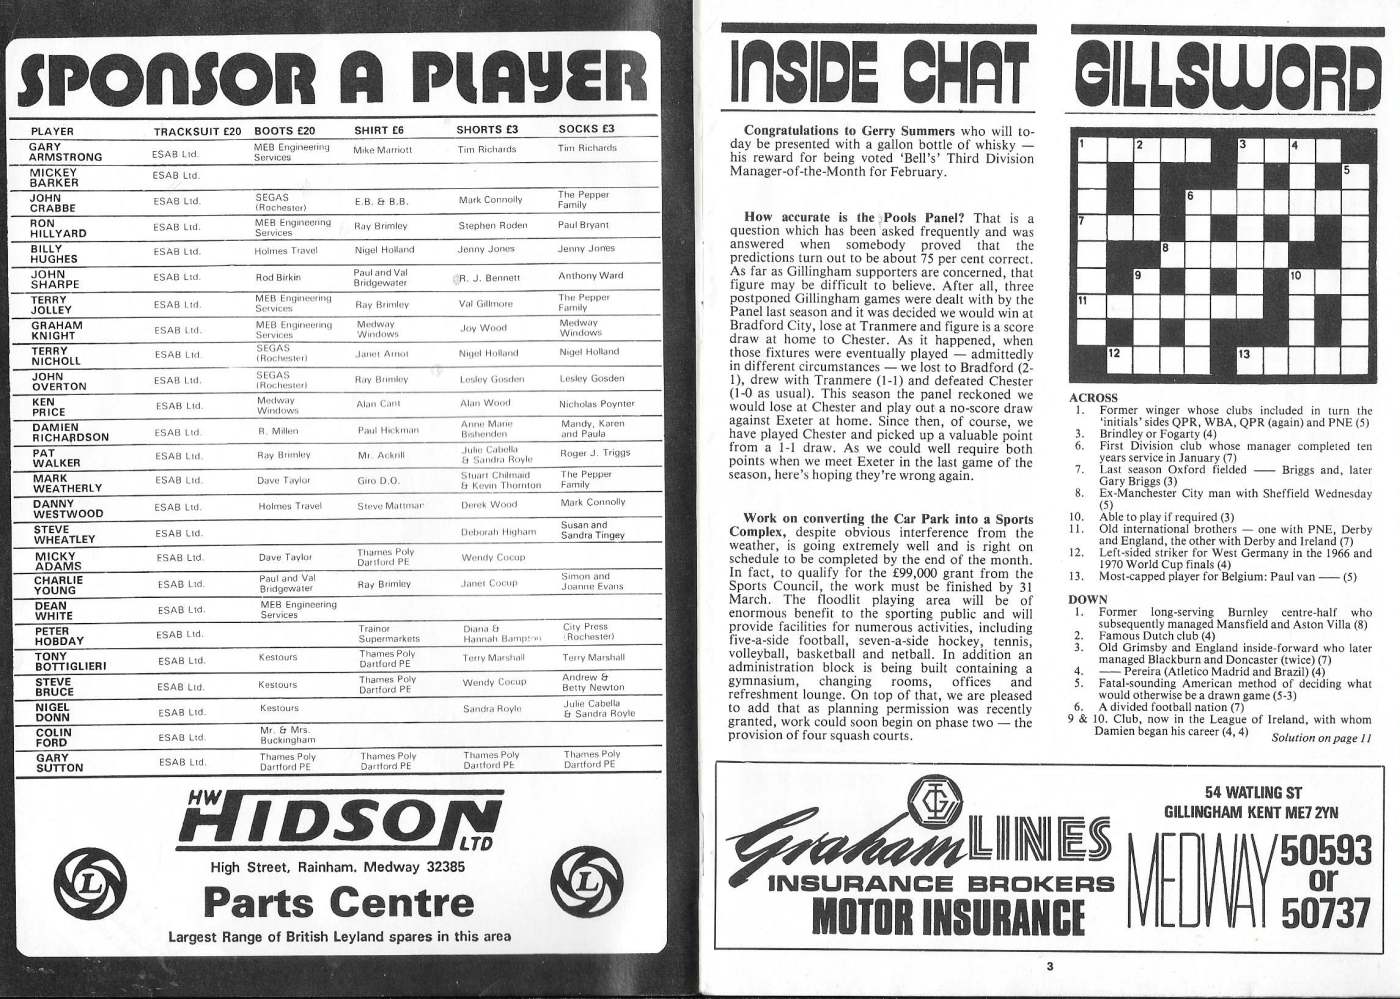 SPONSOR A PLAYER
PLAYER TRACKSUIT £20 BOOTS £20 SHIRT £6 SHORTS £3 SOCKS £3
GARY ARMSTRONG ESAB Ltd. MEB Engineering Services Mike Marriott Tim Richards Tim Richards
MICKEY BARKER ESAB Ltd.
JOHN CRABBE ESAB Ltd. SEGAS (Rochester) E.B. & B.B. Mark Connolly The Pepper Family
RON HILLYARD ESAB Ltd. MEB Engineering Services Ray Brimley Stephen Roden Paul Bryant
BILLY HUGHES ESAB Ltd. Holmes Travel Nigel Holland Jenny Jones Jenny Jones
JOHN SHARPE ESAB Ltd. Rod Birkin Paul and Val Bridgewater R. J. Bennett Anthony Ward
TERRY JOLLEY ESAB Ltd. MEB Engineering Services Ray Brimley Val Gillmore The Pepper Family
GRAHAM KNIGHT ESAB Ltd. MEB Engineering Services Medway Windows Joy Wood Medway Windows
TERRY NICHOLL ESAB Ltd. SEGAS (Rochester) Janet Arnot Nigel Holland Nigel Holland
JOHN OVERTON ESAB Ltd. SEGAS (Rochester) Ray Brimley Lesley Gosden Lesley Gosden
KEN PRICE ESAB Ltd. Medway Windows Alan Cant Alan Wood Nicholas Poynter
DAMIEN RICHARDSON ESAB Ltd. R. Millen Paul Hickman Anne Marie Bishenden Mandy, Karen and Paula
PAT WALKER ESAB Ltd. Ray Brimley Mr. Ackrill Julie Cabella & Sandra Royle Roger J. Triggs
MARK WEATHERLY ESAB Ltd. Dave Taylor Giro D.O. Stuart Chilmaid & Kevin Thornton The Pepper Family
DANNY WESTWOOD ESAB Ltd. Holmes Travel Steve Mattman Derek Wood Mark Connolly
STEVE WHEATLEY ESAB Ltd. Deborah Higham Susan and Sandra Tingey
MICKY ADAMS ESAB Ltd. Dave Taylor Thames Poly Dartford PE Wendy Cocup
CHARLIE YOUNG ESAB Ltd. Paul and Val Bridgewater Ray Brimley Janet Cocup Simon and Joanne Evans
DEAN WHITE ESAB Ltd. MEB Engineering Services
PETER HOBDAY ESAB Ltd. Trainor Supermarkets Diana & Hannah Bampton City Press (Rochester)
TONY BOTTIGLIERI ESAB Ltd. Kestours Thames Poly Dartford PE Terry Marshall Terry Marshall
STEVE BRUCE ESAB Ltd. Kestours Thames Poly Dartford PE Wendy Cocup Andrew & Betty Newton
NIGEL DONN ESAB Ltd. Kestours Sandra Royle Julie Cabella & Sandra Royle
COLIN FORD ESAB Ltd. Mr. & Mrs. Buckingham
GARY SUTTON ESAB Ltd. Thames Poly Dartford PE Thames Poly Dartford PE Thames Poly Dartford PE Thames Poly Dartford PE
HW HIDSON LTD
High Street, Rainham. Medway 32385
L Parts Centre L
Largest Range of British Leyland spares in this area
INSIDE CHAT
Congratulations to Gerry Summers who will to-
day be presented with a gallon bottle of whisky —
his reward for being voted 'Bell's' Third Division
Manager-of-the-Month for February.
How accurate is the Pools Panel? That is a
question which has been asked frequently and was
answered when somebody proved that the
predictions turn out to be about 75 per cent correct.
As far as Gillingham supporters are concerned, that
figure may be difficult to believe. After all, three
postponed Gillingham games were dealt with by the
Panel last season and it was decided we would win at
Bradford City, lose at Tranmere and figure is a score
draw at home to Chester. As it happened, when
those fixtures were eventually played — admittedly
in different circumstances — we lost to Bradford (2-
1), drew with Tranmere (1-1) and defeated Chester
(1-0 as usual). This season the panel reckoned we
would lose at Chester and play out a no-score draw
against Exeter at home. Since then, of course, we
have played Chester and picked up a valuable point
from a 1-1 draw. As we could well require both
points when we meet Exeter in the last game of the
season, here's hoping they're wrong again.
Work on converting the Car Park into a Sports
Complex, despite obvious interference from the
weather, is going extremely well and is right on
schedule to be completed by the end of the month.
In fact, to qualify for the £99,000 grant from the
Sports Council, the work must be finished by 31
March. The floodlit playing area will be of
enormous benefit to the sporting public and will
provide facilities for numerous activities, including
five-a-side football, seven-a-side hockey, tennis,
volleyball, basketball and netball. In addition an
administration block is being built containing a
gymnasium, changing rooms, offices and
refreshment lounge. On top of that, we are pleased
to add that as planning permission was recently
granted, work could soon begin on phase two — the
provision of four squash courts.
GILLSWORD
1 2 3 4
5
6
7
8
9 10
11
12 13
ACROSS
1. Former winger whose clubs included in turn the
'initials' sides QPR, WBA, QPR (again) and PNE (5)
3. Brindley or Fogarty (4)
6. First Division club whose manager completed ten
years service in January (7)
7. Last season Oxford fielded —— Briggs and, later
Gary Briggs (3)
8. Ex-Manchester City man with Sheffield Wednesday
(5)
10. Able to play if required (3)
11. Old international brothers — one with PNE, Derby
and England, the other with Derby and Ireland (7)
12. Left-sided striker for West Germany in the 1966 and
1970 World Cup finals (4)
13. Most-capped player for Belgium: Paul van —— (5)
DOWN
1. Former long-serving Burnley centre-half who
subsequently managed Mansfield and Aston Villa (8)
2. Famous Dutch club (4)
3. Old Grimsby and England inside-forward who later
managed Blackburn and Doncaster (twice) (7)
4. —— Pereira (Atletico Madrid and Brazil) (4)
5. Fatal-sounding American method of deciding what
would otherwise be a drawn game (5-3)
6. A divided football nation (7)
9 & 10. Club, now in the League of Ireland, with whom
Damien began his career (4, 4)
Solution on page 11
Graham LINES
INSURANCE BROKERS
MOTOR INSURANCE
54 WATLING ST
GILLINGHAM KENT ME7 2YN
MEDWAY 50593
or
50737
3